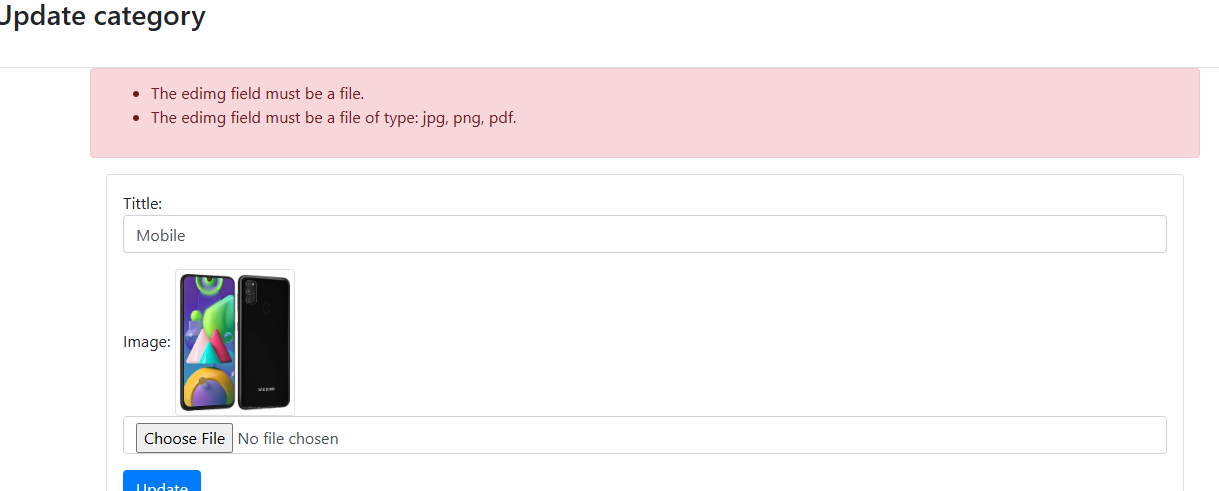 Update category
The edimg field must be a file.
The edimg field must be a file of type: jpg, png, pdf.
Tittle:
Mobile
Image:
SAMSUNG
Choose File No file chosen
Update